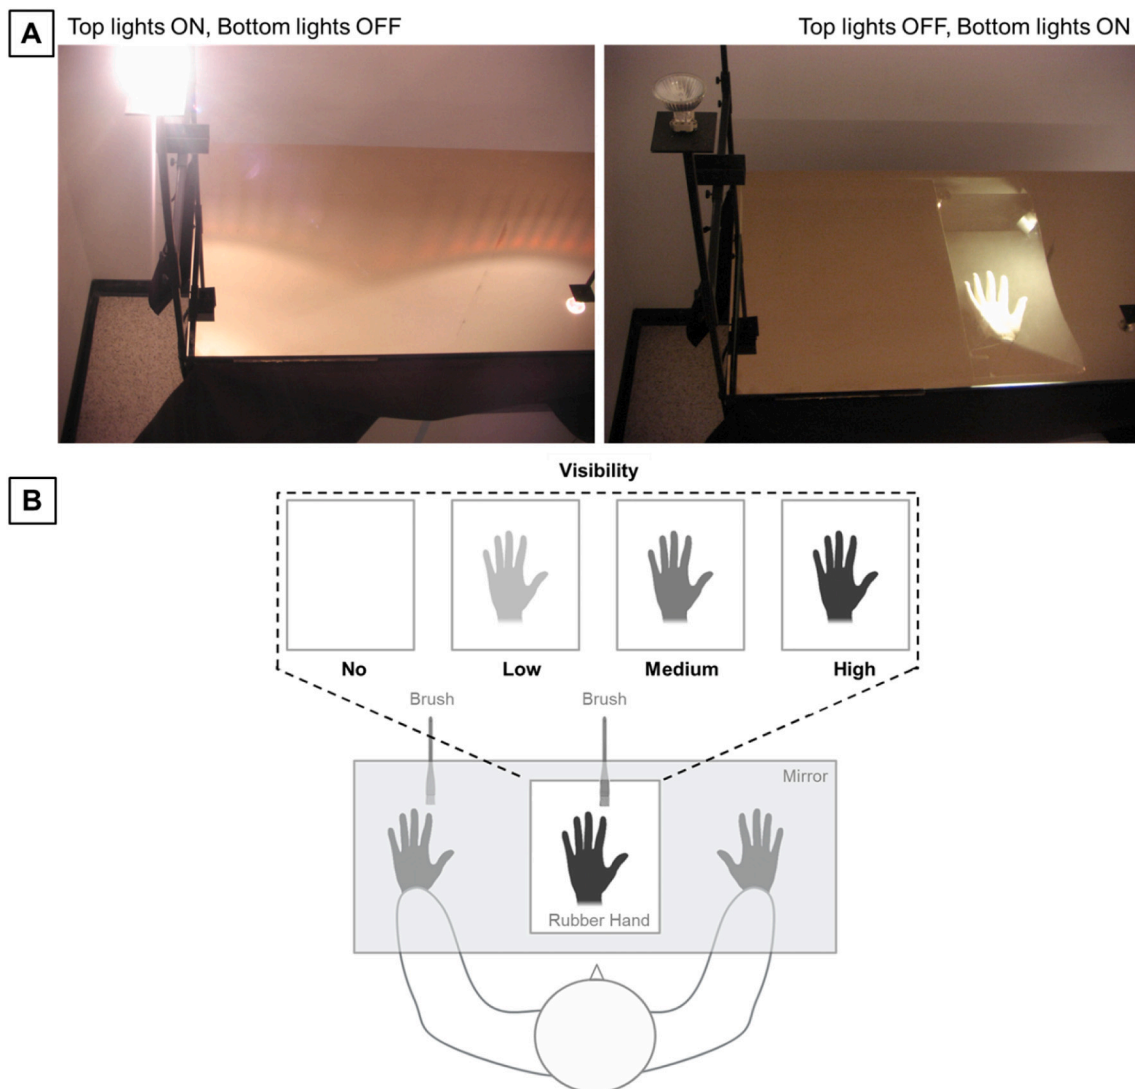 A
Top lights ON, Bottom lights OFF
Top lights OFF, Bottom lights ON
B
Visibility
No
Low
Medium
High
Brush
Brush
Mirror
Rubber Hand